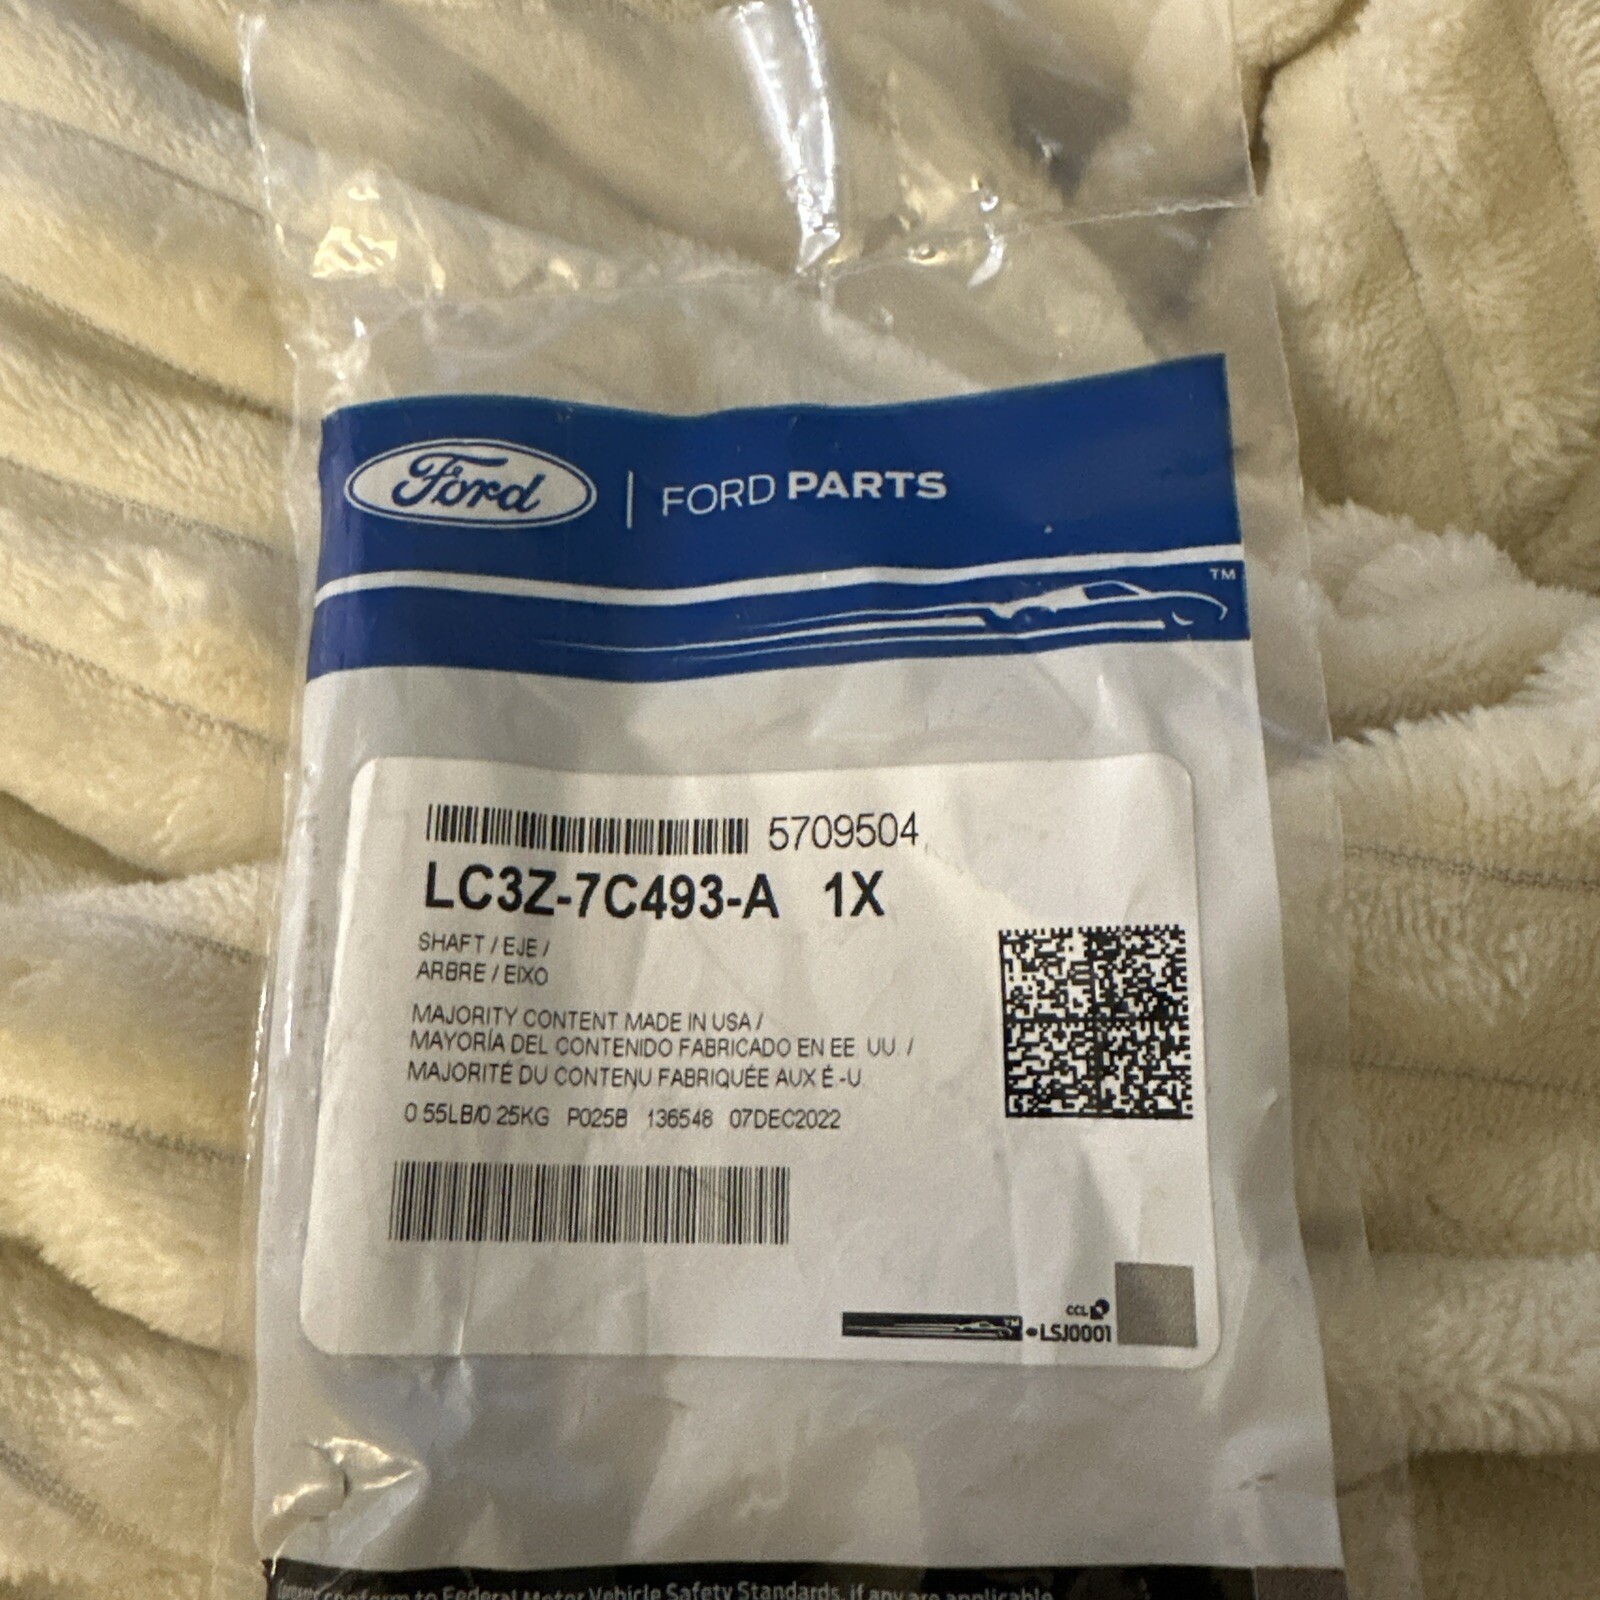 Ford | FORD PARTS
TM
5709504
LC3Z-7C493-A 1X
SHAFT / EJE /
ARBRE / EIXO
MAJORITY CONTENT MADE IN USA /
MAYORÍA DEL CONTENIDO FABRICADO EN EE. UU. /
MAJORITÉ DU CONTENU FABRIQUÉE AUX É.-U.
0.55LB/0.25KG P025B 136548 07DEC2022
CCL
TM
•LSJ0001
conform to Federal Motor Vehicle Safety Standards, if any are applicable